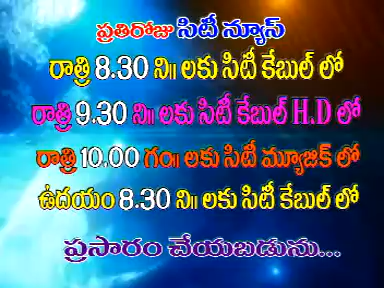 ప్రతిరోజు సిటీ న్యూస్
రాత్రి 8.30 ని॥ లకు సిటీ కేబుల్ లో
రాత్రి 9.30 ని॥ లకు సిటీ కేబుల్ H.D లో
రాత్రి 10.00 గం॥ లకు సిటీ మ్యూజిక్ లో
ఉదయం 8.30 ని॥ లకు సిటీ కేబుల్ లో
ప్రసారం చేయబడును...